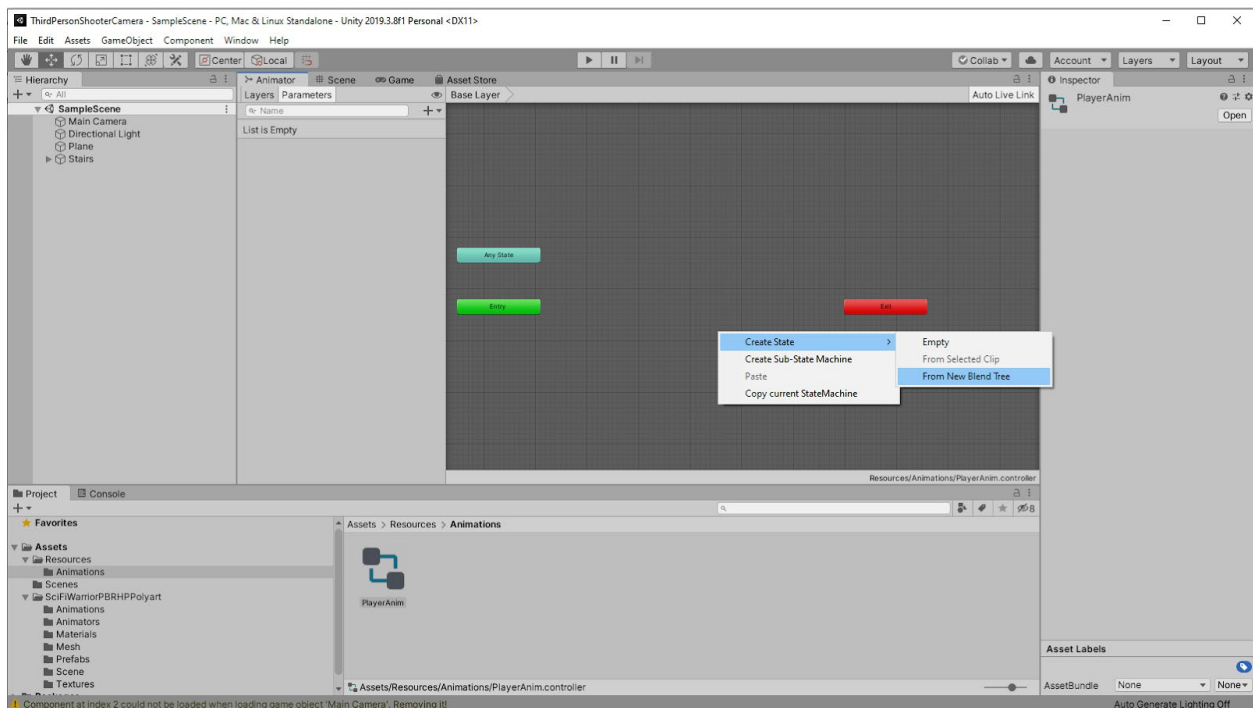 ThirdPersonShooterCamera - SampleScene - PC, Mac & Linux Standalone - Unity 2019.3.8f1 Personal <DX11>
File Edit Assets GameObject Component Window Help
Center Local Collab Account Layers Layout
Hierarchy
All
SampleScene
Main Camera
Directional Light
Plane
Stairs
Animator Scene Game Asset Store
Layers Parameters Base Layer Auto Live Link
Name
List is Empty
Any State
Entry
Exit
Create State
Create Sub-State Machine
Paste
Copy current StateMachine
Empty
From Selected Clip
From New Blend Tree
Resources/Animations/PlayerAnim.controller
Inspector
PlayerAnim
Open
Project Console
8
Favorites
Assets
Resources
Animations
Scenes
SciFiWarriorPBRHPPolyart
Animations
Animators
Materials
Mesh
Prefabs
Scene
Textures
Assets > Resources > Animations
PlayerAnim
Assets/Resources/Animations/PlayerAnim.controller
Asset Labels
AssetBundle None None
Component at index 2 could not be loaded when loading game object 'Main Camera'. Removing it!
Auto Generate Lighting Off